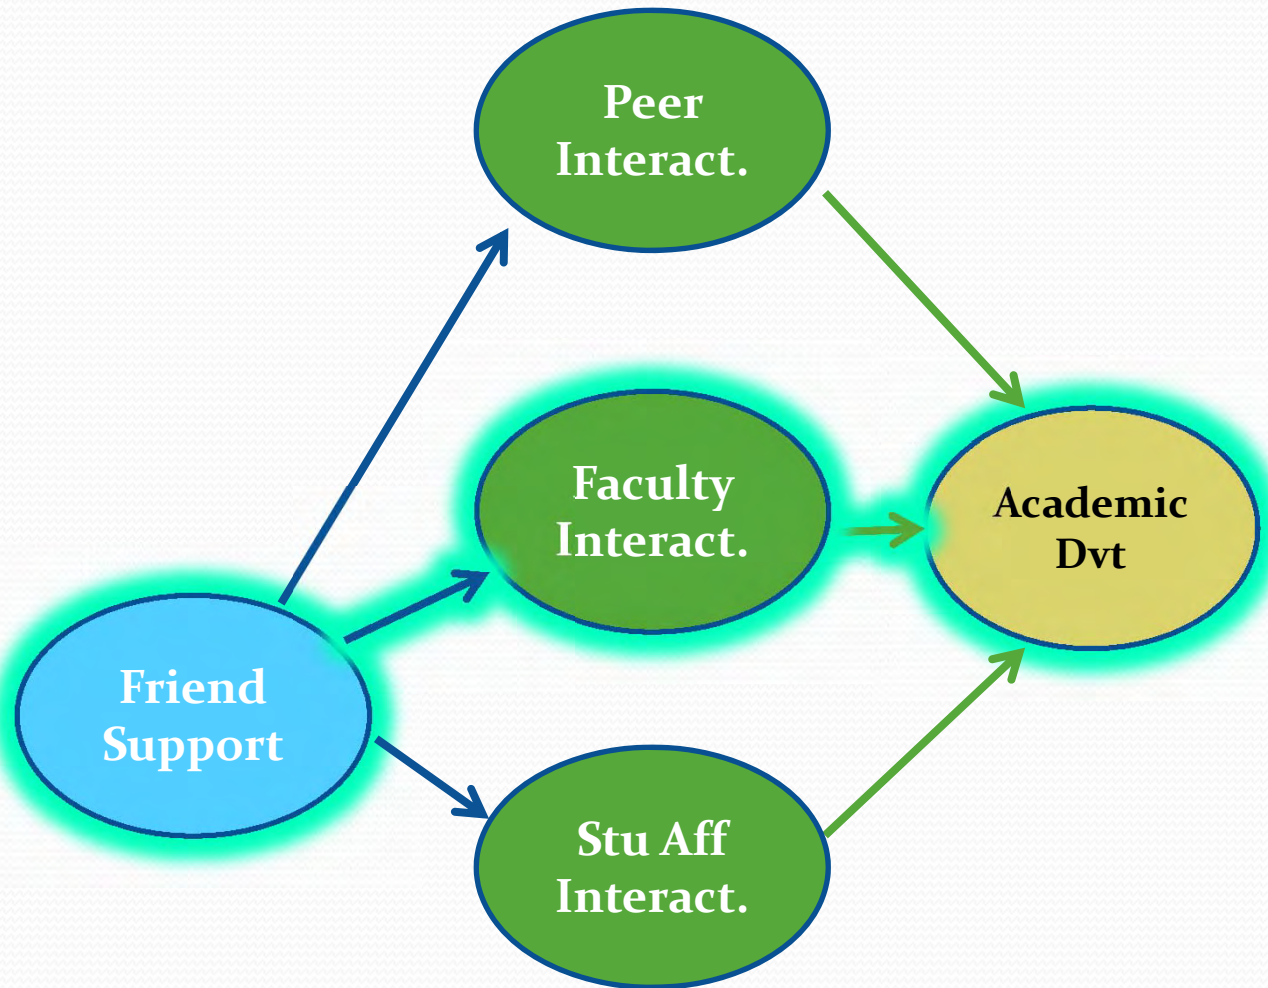 Peer
Interact.
Faculty
Interact.
Academic
Dvt
Friend
Support
Stu Aff
Interact.